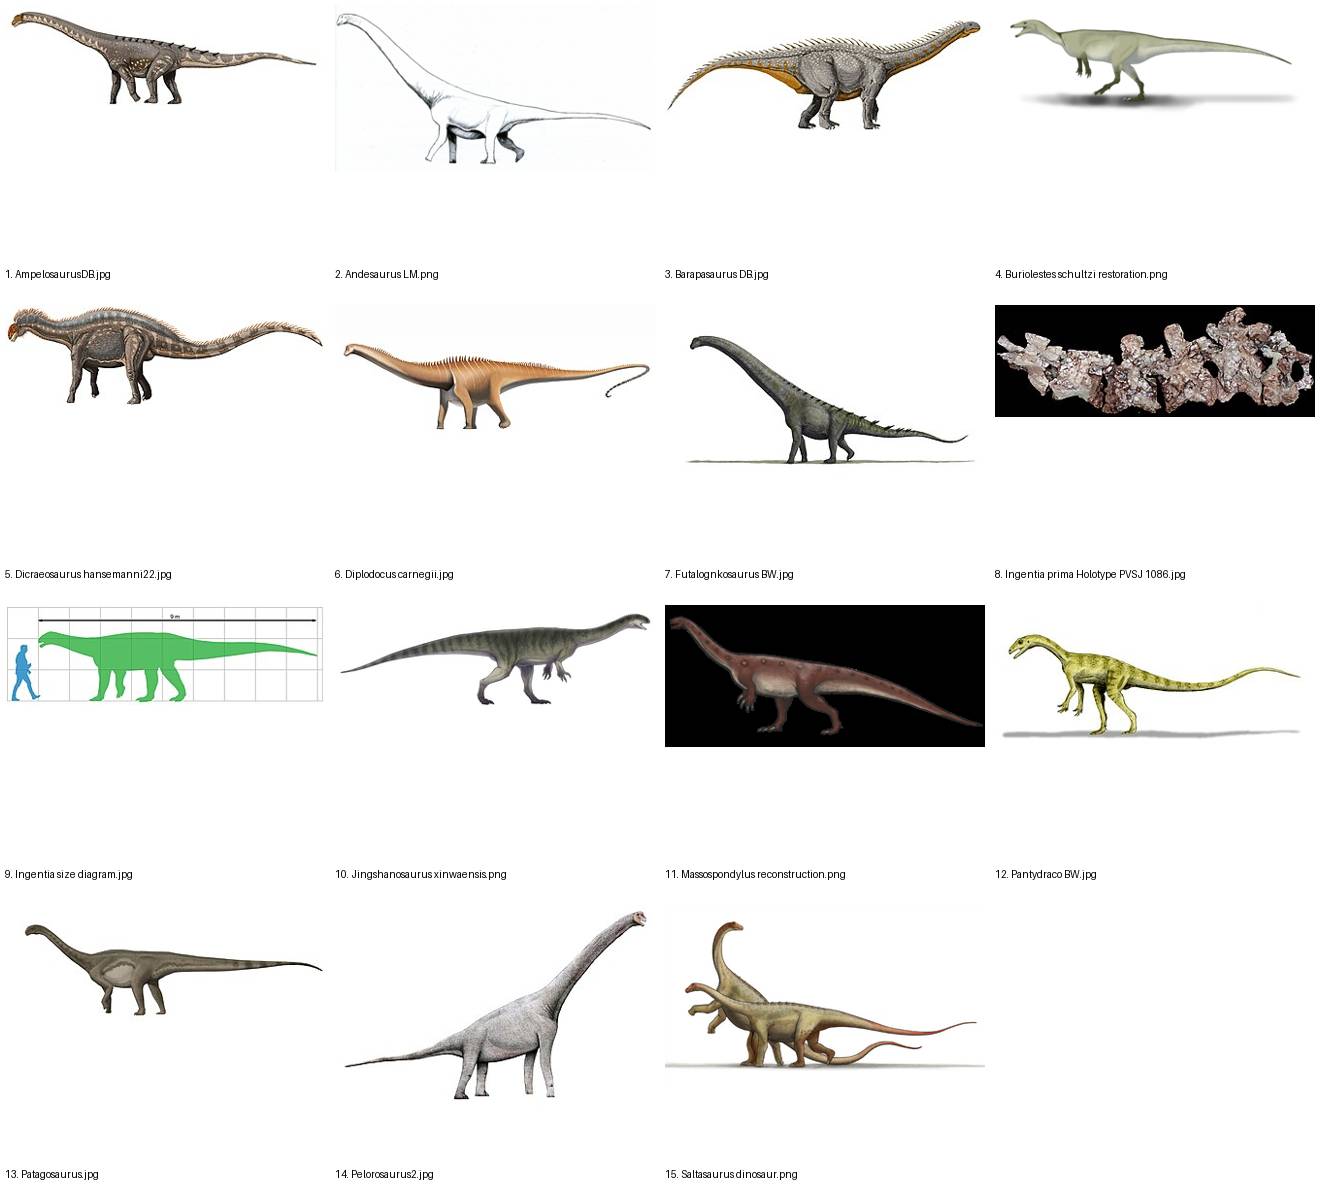 1. AmpelosaurusDB.jpg
2. Andesaurus LM.png
3. Barapasaurus DB.jpg
4. Buriolestes schultzi restoration.png
5. Dicraeosaurus hansemanni22.jpg
6. Diplodocus carnegii.jpg
7. Futalognkosaurus BW.jpg
8. Ingentia prima Holotype PVSJ 1086.jpg
9 m
9. Ingentia size diagram.jpg
10. Jingshanosaurus xinwaensis.png
11. Massospondylus reconstruction.png
12. Pantydraco BW.jpg
13. Patagosaurus.jpg
14. Pelorosaurus2.jpg
15. Saltasaurus dinosaur.png